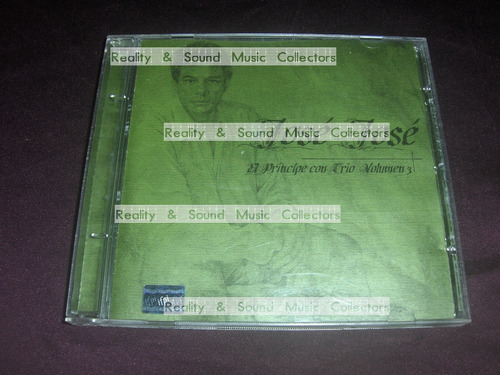 Reality & Sound Music Collectors
José José
Reality & Sound Music Collectors
El Príncipe con Trío Volumen 3
Reality & Sound Music Collectors
Reality & Sound Music Collectors